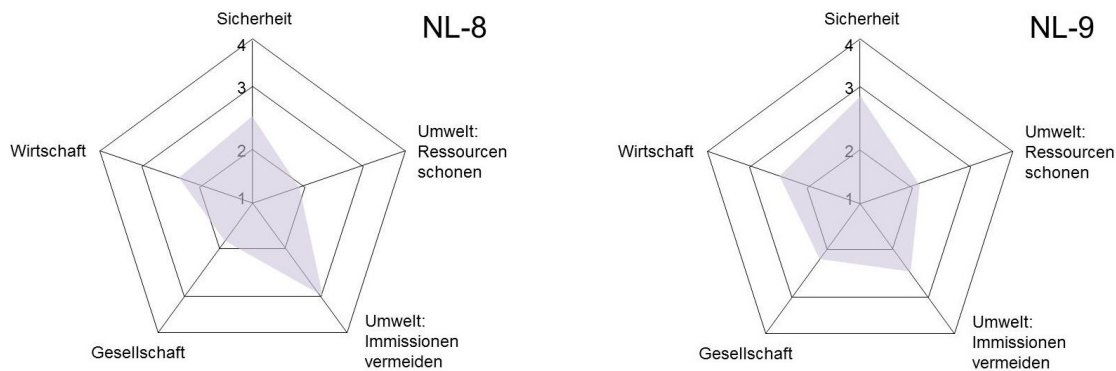 Sicherheit
NL-8
4
3
2
1
Wirtschaft
Umwelt:
Ressourcen
schonen
Gesellschaft
Umwelt:
Immissionen
vermeiden
Sicherheit
NL-9
4
3
2
1
Wirtschaft
Umwelt:
Ressourcen
schonen
Gesellschaft
Umwelt:
Immissionen
vermeiden